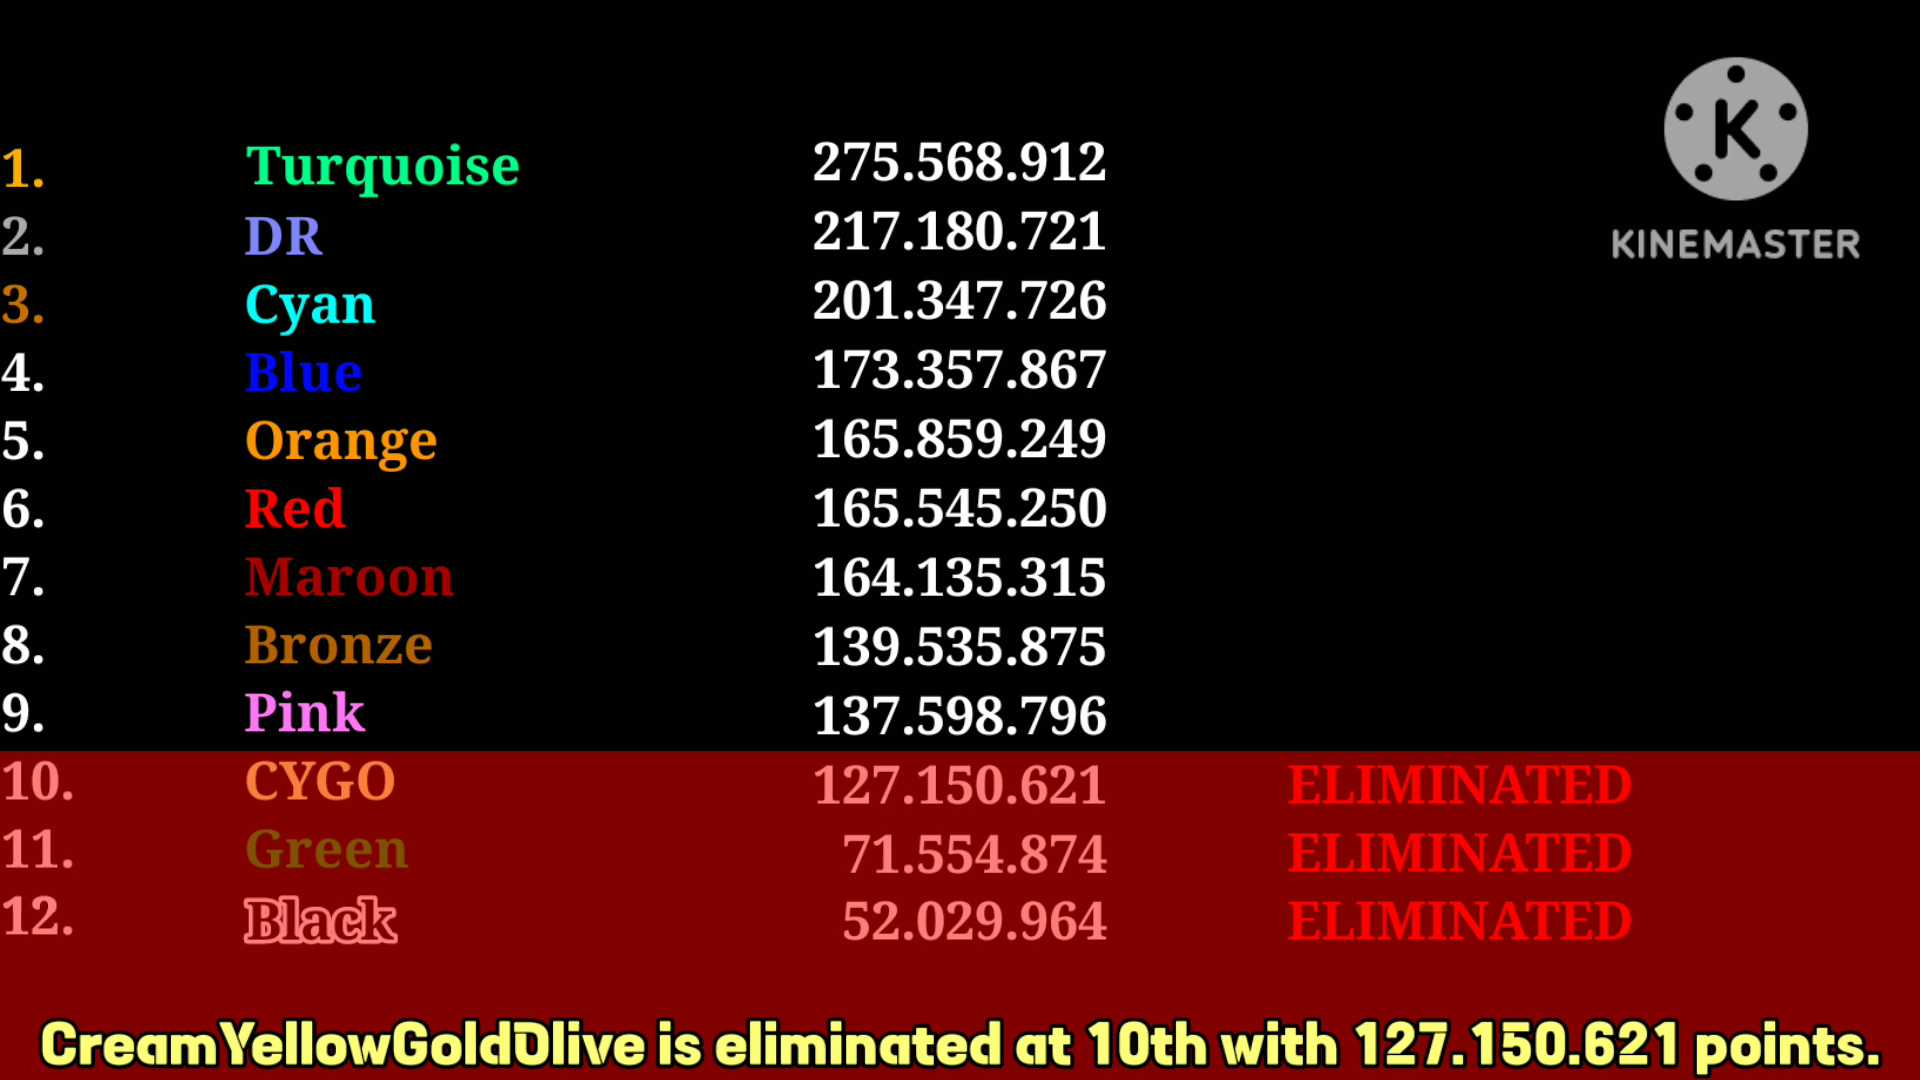 K
KINEMASTER
1. Turquoise 275.568.912
2. DR 217.180.721
3. Cyan 201.347.726
4. Blue 173.357.867
5. Orange 165.859.249
6. Red 165.545.250
7. Maroon 164.135.315
8. Bronze 139.535.875
9. Pink 137.598.796
10. CYGO 127.150.621 ELIMINATED
11. Green 71.554.874 ELIMINATED
12. Black 52.029.964 ELIMINATED
CreamYellowGoldOlive is eliminated at 10th with 127.150.621 points.